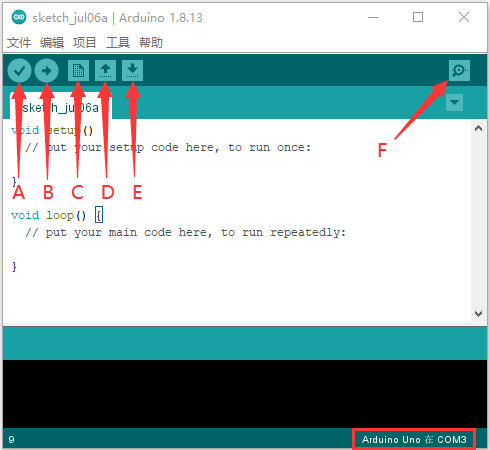 sketch_jul06a | Arduino 1.8.13
文件 编辑 项目 工具 帮助
sketch_jul06a
void setup()
// put your setup code here, to run once:
}
A B C D E F
void loop() {
// put your main code here, to run repeatedly:
}
9
Arduino Uno 在 COM3